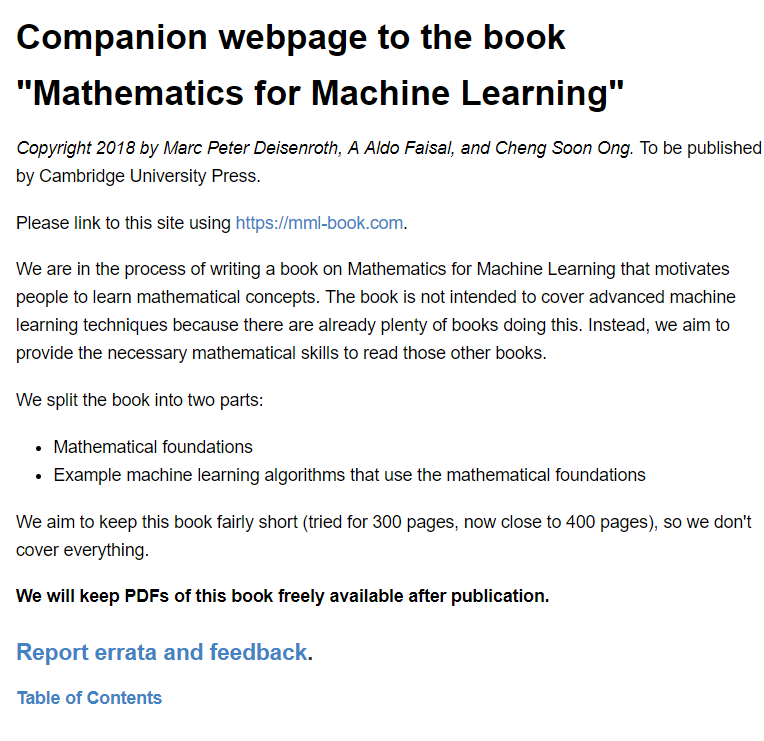 Companion webpage to the book
"Mathematics for Machine Learning"
Copyright 2018 by Marc Peter Deisenroth, A Aldo Faisal, and Cheng Soon Ong. To be published
by Cambridge University Press.
Please link to this site using https://mml-book.com.
We are in the process of writing a book on Mathematics for Machine Learning that motivates
people to learn mathematical concepts. The book is not intended to cover advanced machine
learning techniques because there are already plenty of books doing this. Instead, we aim to
provide the necessary mathematical skills to read those other books.
We split the book into two parts:
• Mathematical foundations
• Example machine learning algorithms that use the mathematical foundations
We aim to keep this book fairly short (tried for 300 pages, now close to 400 pages), so we don't
cover everything.
We will keep PDFs of this book freely available after publication.
Report errata and feedback.
Table of Contents